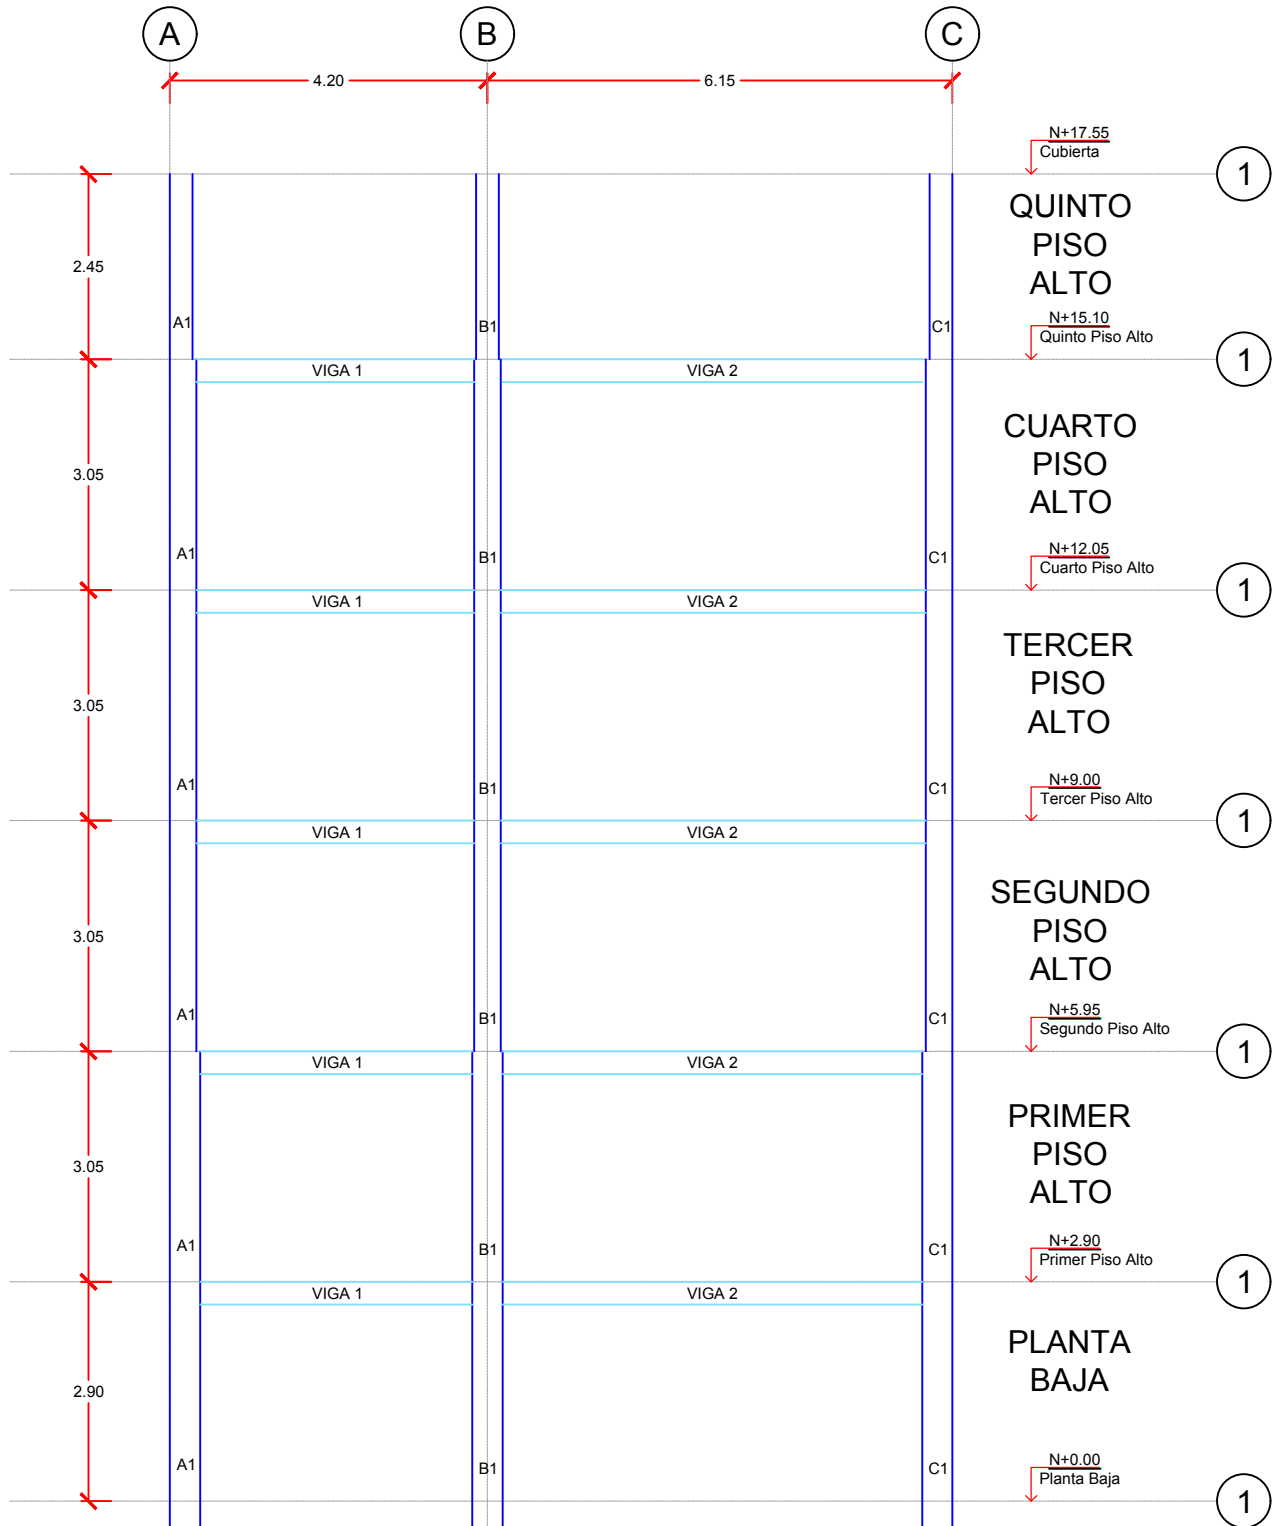 A
B
C
4.20
6.15
N+17.55
Cubierta
1
QUINTO
PISO
ALTO
2.45
A1
B1
C1
N+15.10
Quinto Piso Alto
1
VIGA 1
VIGA 2
CUARTO
PISO
ALTO
3.05
A1
B1
C1
N+12.05
Cuarto Piso Alto
1
VIGA 1
VIGA 2
TERCER
PISO
ALTO
3.05
A1
B1
C1
N+9.00
Tercer Piso Alto
1
VIGA 1
VIGA 2
SEGUNDO
PISO
ALTO
3.05
A1
B1
C1
N+5.95
Segundo Piso Alto
1
VIGA 1
VIGA 2
PRIMER
PISO
ALTO
3.05
A1
B1
C1
N+2.90
Primer Piso Alto
1
VIGA 1
VIGA 2
PLANTA
BAJA
2.90
A1
B1
C1
N+0.00
Planta Baja
1